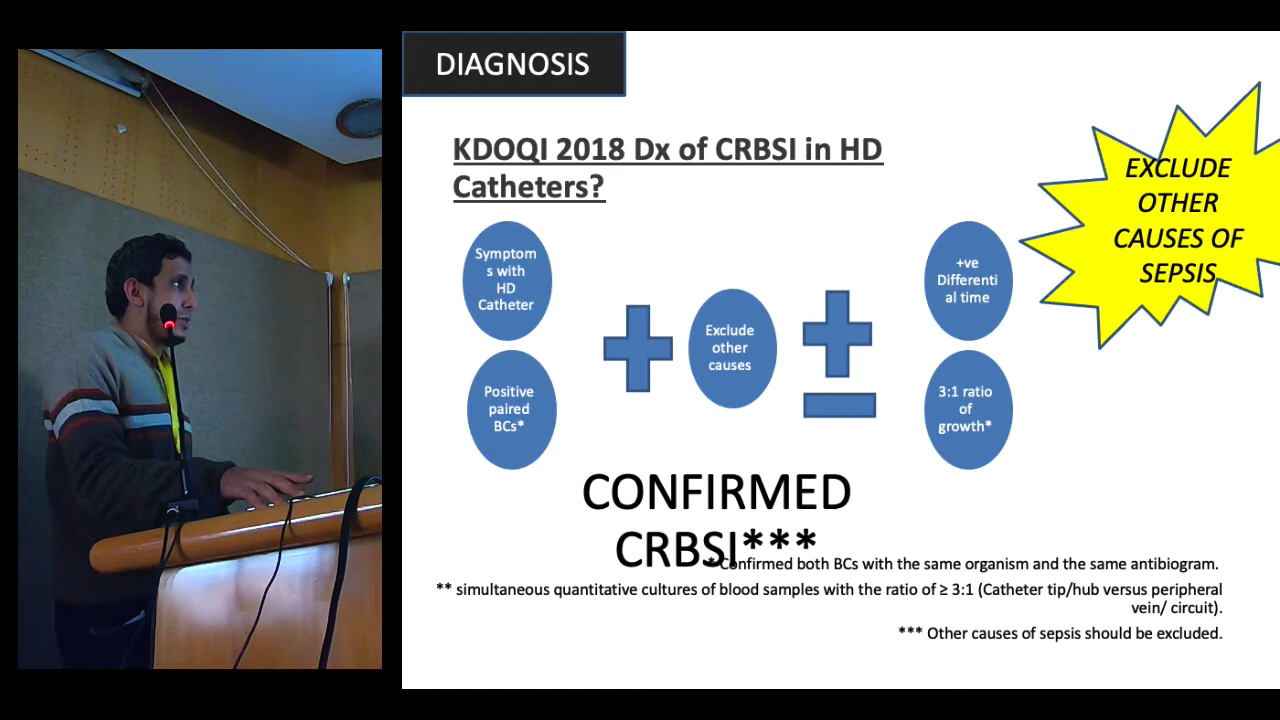 DIAGNOSIS
KDOQI 2018 Dx of CRBSI in HD
Catheters?
EXCLUDE
OTHER
CAUSES OF
SEPSIS
Symptom
s with
HD
Catheter
Positive
paired
BCs*
Exclude
other
causes
+ve
Differenti
al time
3:1 ratio
of
growth*
CONFIRMED
CRBSI***
* Confirmed both BCs with the same organism and the same antibiogram.
** simultaneous quantitative cultures of blood samples with the ratio of ≥ 3:1 (Catheter tip/hub versus peripheral
vein/ circuit).
*** Other causes of sepsis should be excluded.